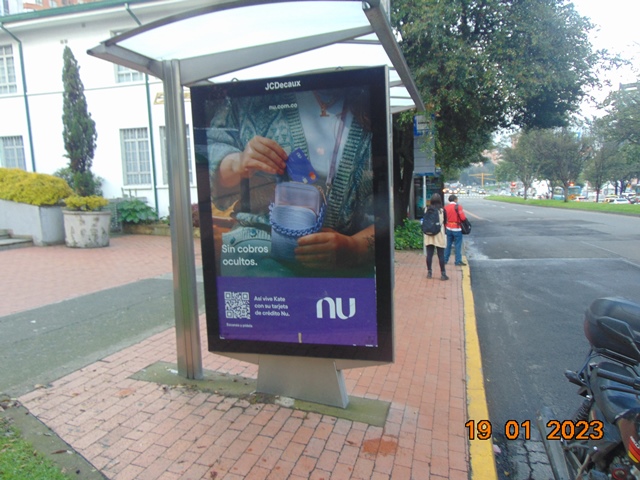 JCDecaux
nu.com.co
Sin cobros
ocultos.
Así vive Kate
con su tarjeta
de crédito Nu.
nu
19 01 2023